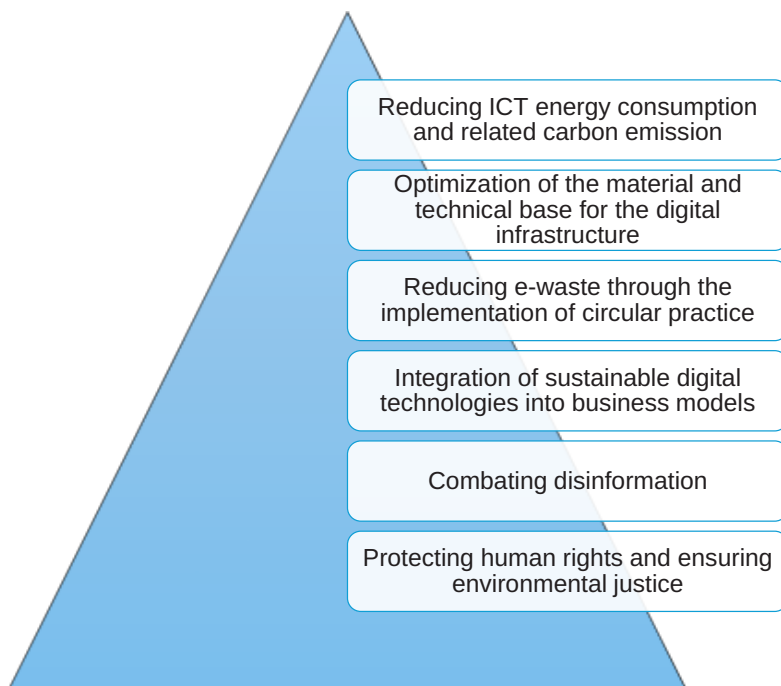 Reducing ICT energy consumption
and related carbon emission
Optimization of the material and
technical base for the digital
infrastructure
Reducing e-waste through the
implementation of circular practice
Integration of sustainable digital
technologies into business models
Combating disinformation
Protecting human rights and ensuring
environmental justice